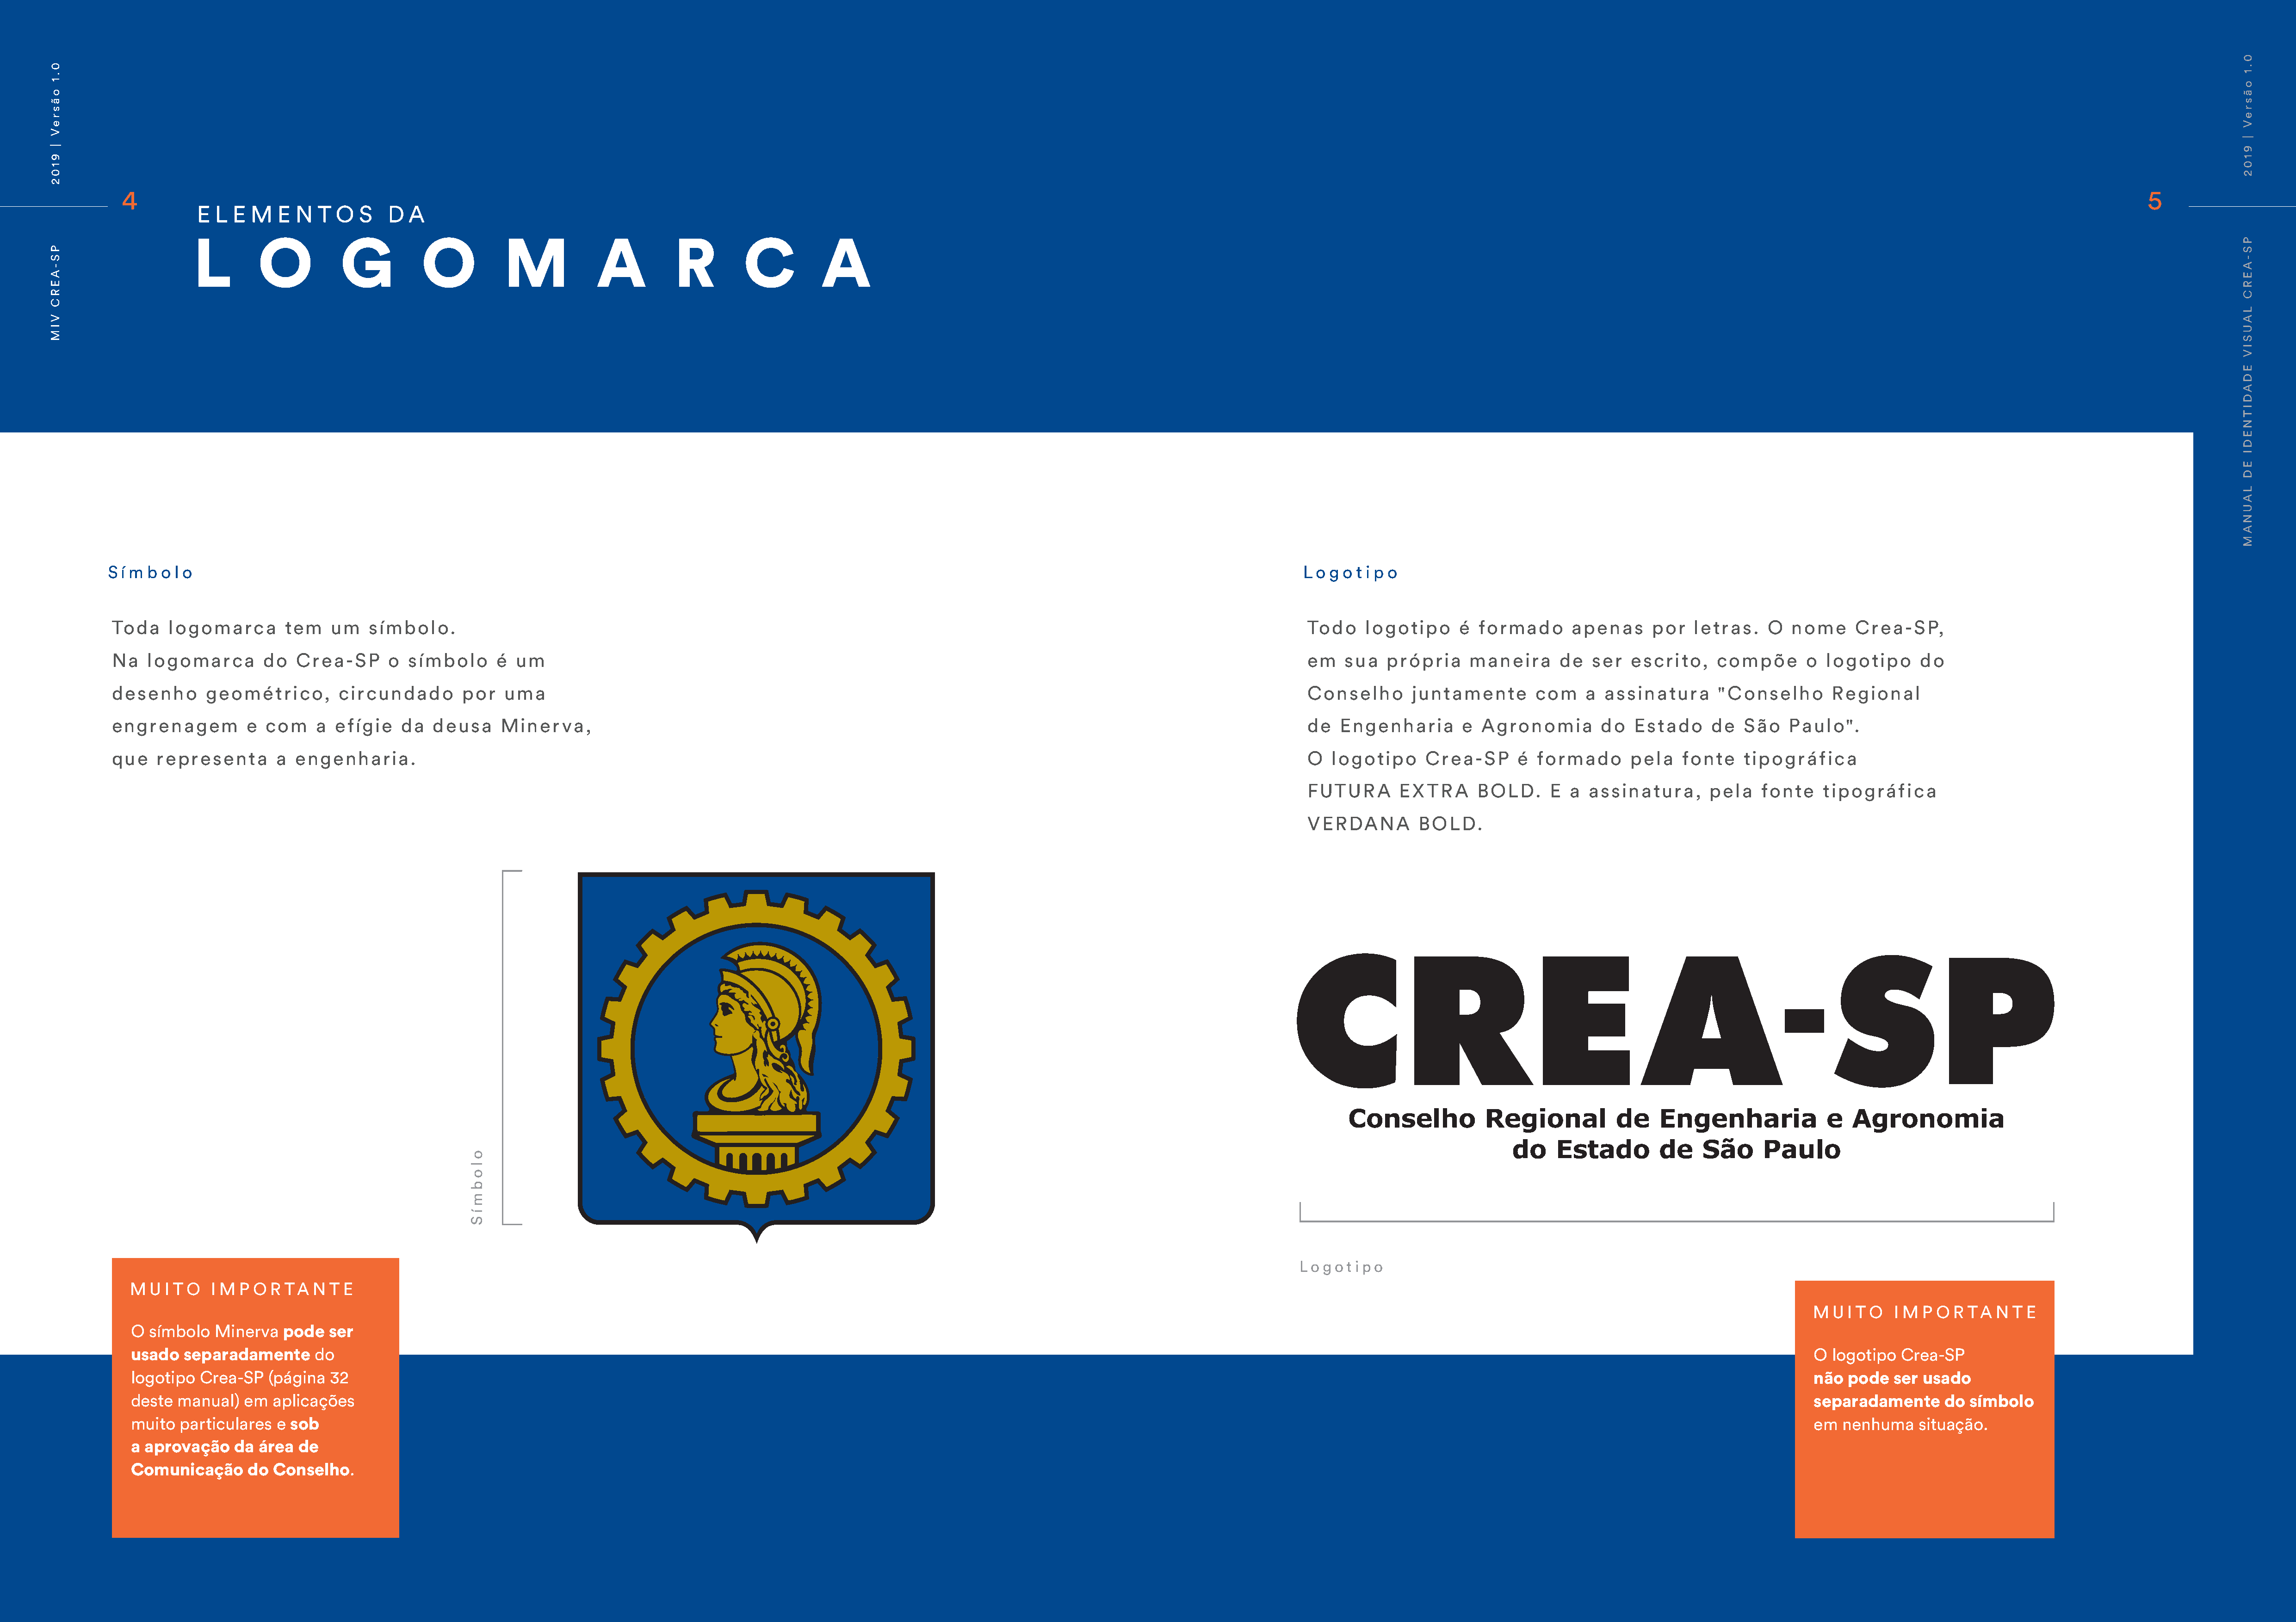 2019 | Versão 1.0
MIV CREA-SP
4
ELEMENTOS DA
LOGOMARCA
Símbolo
Toda logomarca tem um símbolo.
Na logomarca do Crea-SP o símbolo é um
desenho geométrico, circundado por uma
engrenagem e com a efígie da deusa Minerva,
que representa a engenharia.
Símbolo
MUITO IMPORTANTE
O símbolo Minerva pode ser
usado separadamente do
logotipo Crea-SP (página 32
deste manual) em aplicações
muito particulares e sob
a aprovação da área de
Comunicação do Conselho.
5
2019 | Versão 1.0
MANUAL DE IDENTIDADE VISUAL CREA-SP
Logotipo
Todo logotipo é formado apenas por letras. O nome Crea-SP,
em sua própria maneira de ser escrito, compõe o logotipo do
Conselho juntamente com a assinatura "Conselho Regional
de Engenharia e Agronomia do Estado de São Paulo".
O logotipo Crea-SP é formado pela fonte tipográfica
FUTURA EXTRA BOLD. E a assinatura, pela fonte tipográfica
VERDANA BOLD.
CREA-SP
Conselho Regional de Engenharia e Agronomia
do Estado de São Paulo
Logotipo
MUITO IMPORTANTE
O logotipo Crea-SP
não pode ser usado
separadamente do símbolo
em nenhuma situação.